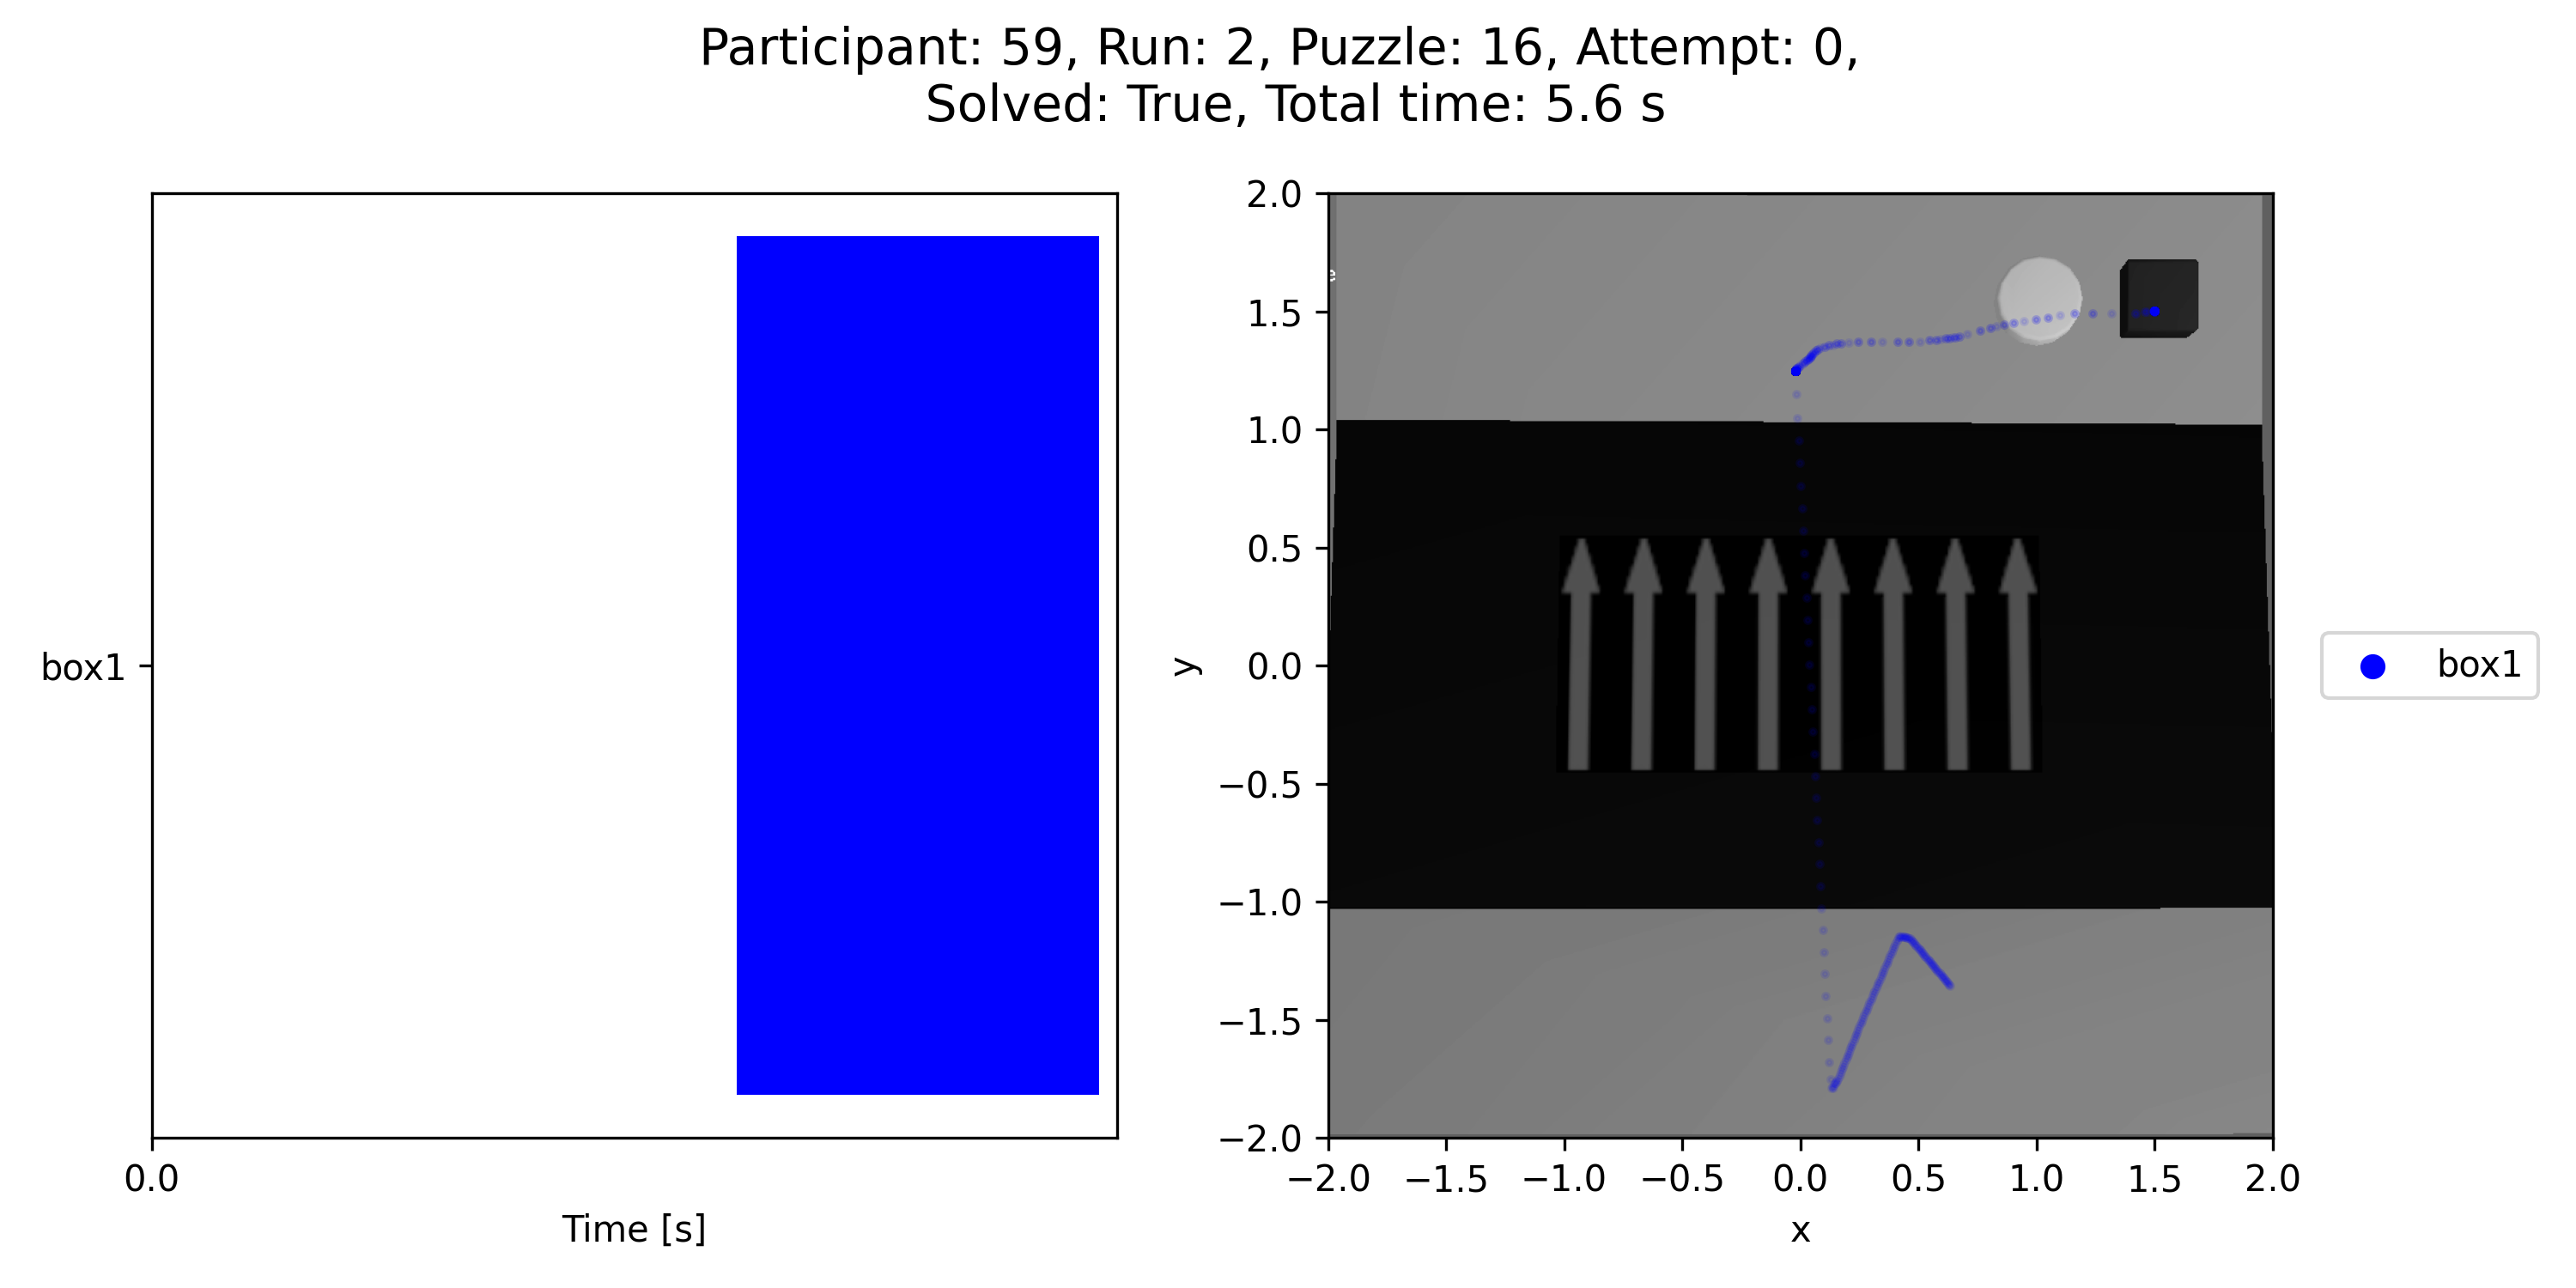 Participant: 59, Run: 2, Puzzle: 16, Attempt: 0,
Solved: True, Total time: 5.6 s
box1
0.0
Time [s]
2.0
1.5
1.0
0.5
0.0
−0.5
−1.0
−1.5
−2.0
y
e
−2.0 −1.5 −1.0 −0.5 0.0 0.5 1.0 1.5 2.0
x
box1